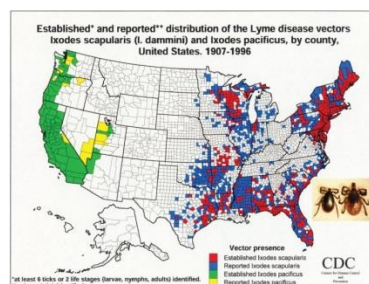 Established* and reported** distribution of the Lyme disease vectors
Ixodes scapularis (I. dammini) and Ixodes pacificus, by county,
United States. 1907-1996
Vector presence
Established Ixodes scapularis
Reported Ixodes scapularis
Established Ixodes pacificus
Reported Ixodes pacificus
CDC
*at least 6 ticks or 2 life stages (larvae, nymphs, adults) identified.